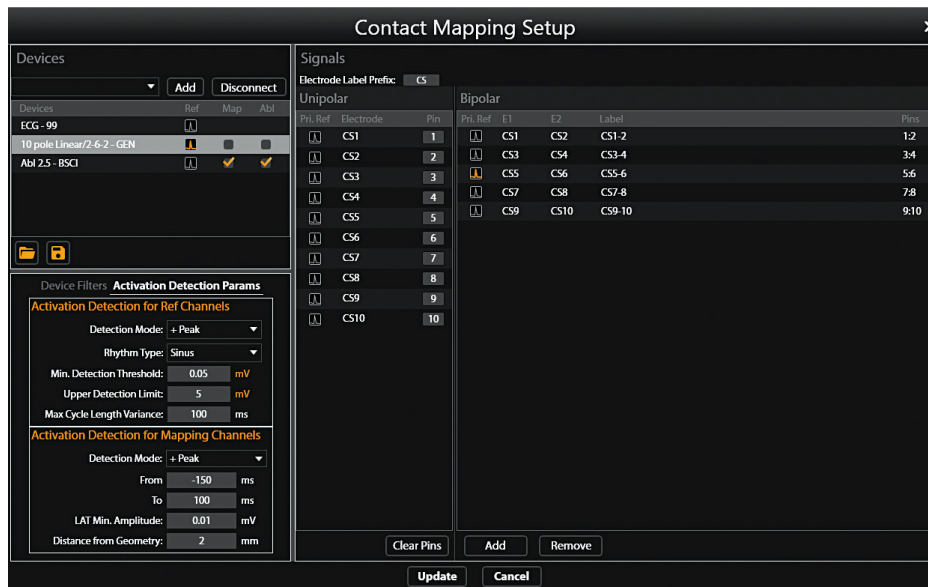 Contact Mapping Setup
Devices
Add Disconnect
Devices Ref Map Abl
ECG - 99
10 pole Linear/2-6-2 - GEN
Abl 2.5 - BSCI
Device Filters Activation Detection Params
Activation Detection for Ref Channels
Detection Mode: + Peak
Rhythm Type: Sinus
Min. Detection Threshold: 0.05 mV
Upper Detection Limit: 5 mV
Max Cycle Length Variance: 100 ms
Activation Detection for Mapping Channels
Detection Mode: + Peak
From -150 ms
To 100 ms
LAT Min. Amplitude: 0.01 mV
Distance from Geometry: 2 mm
Signals
Electrode Label Prefix: CS
Unipolar
Pri. Ref Electrode Pin
CS1 1
CS2 2
CS3 3
CS4 4
CS5 5
CS6 6
CS7 7
CS8 8
CS9 9
CS10 10
Clear Pins
Bipolar
Pri. Ref E1 E2 Label Pins
CS1 CS2 CS1-2 1:2
CS3 CS4 CS3-4 3:4
CS5 CS6 CS5-6 5:6
CS7 CS8 CS7-8 7:8
CS9 CS10 CS9-10 9:10
Add Remove
Update Cancel